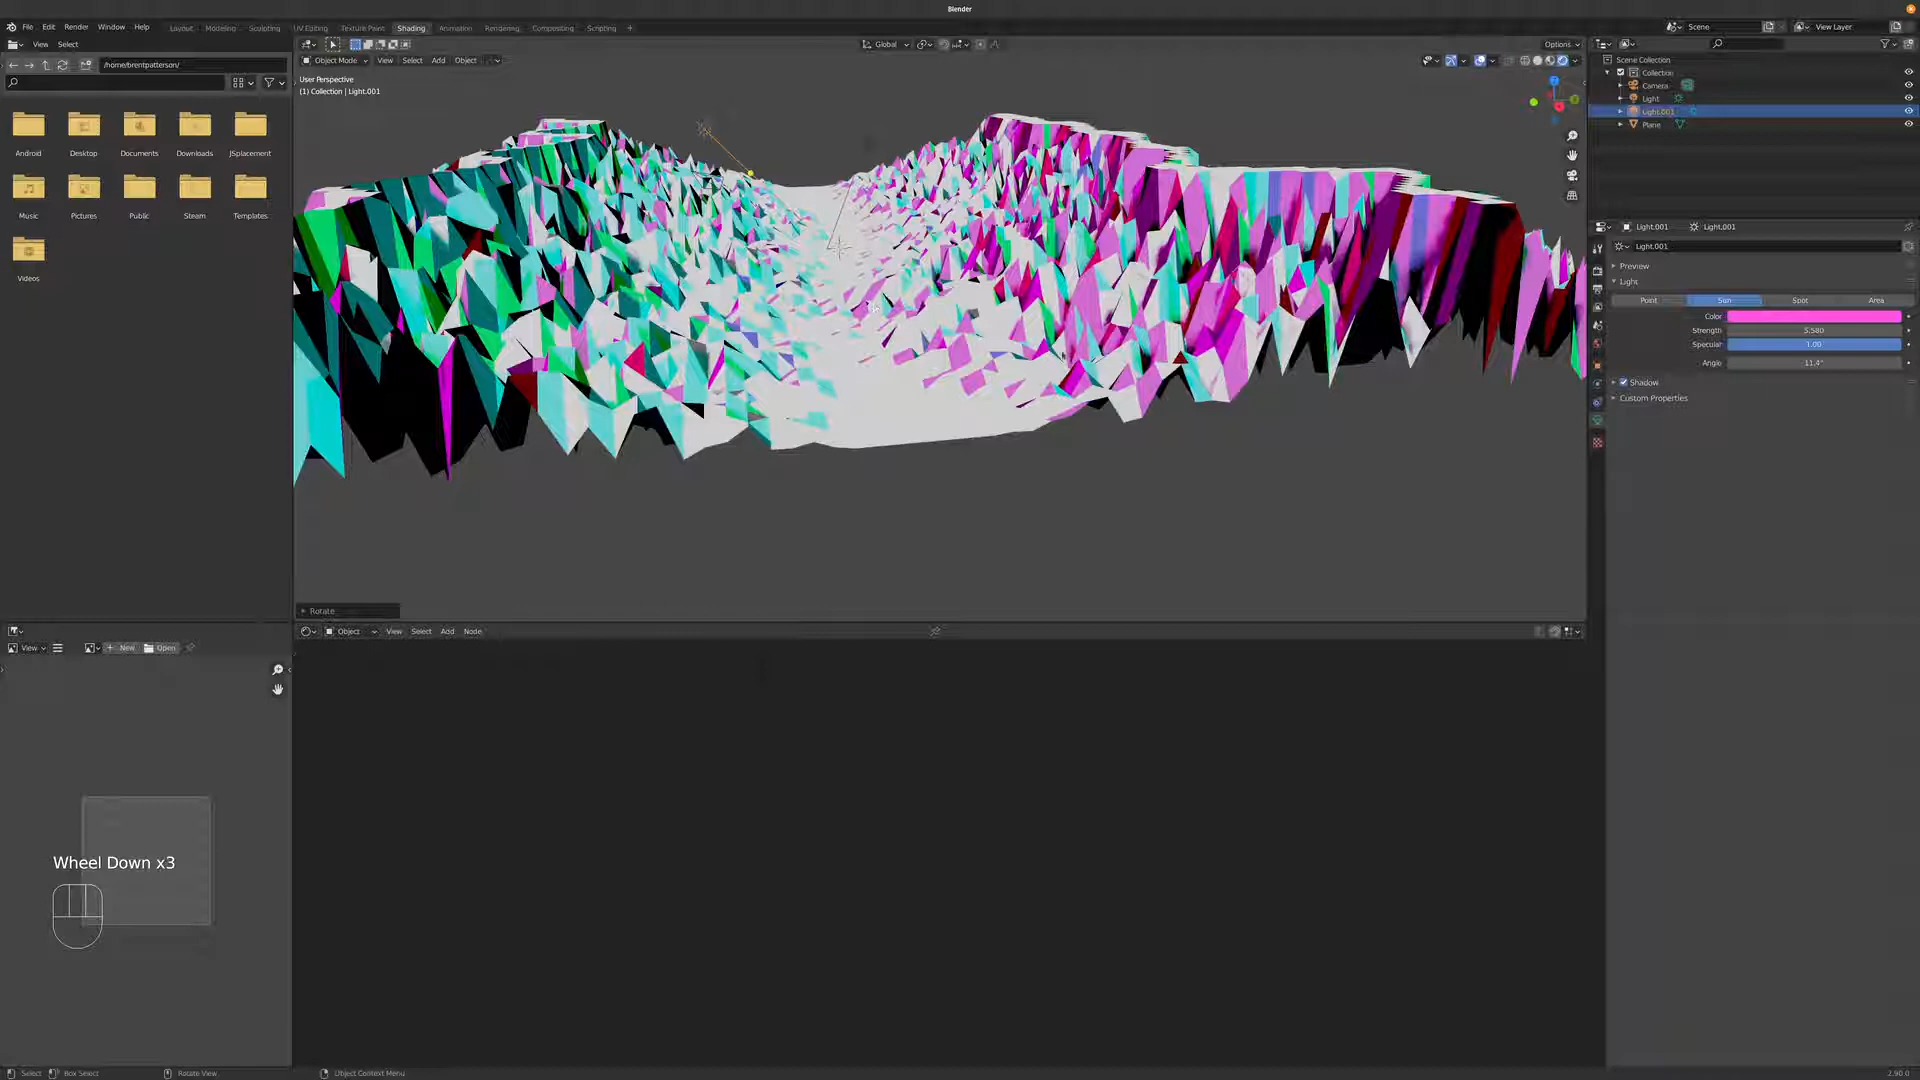 Blender
File Edit Render Window Help Layout Modeling Sculpting UV Editing Texture Paint Shading Animation Rendering Compositing Scripting +
Scene
View Layer
View Select
/home/brentpatterson/
Global
Options
Object Mode View Select Add Object
User Perspective
(1) Collection | Light.001
Android Desktop Documents Downloads JSplacement
Music Pictures Public Steam Templates
Videos
Scene Collection
Collection
Camera
Light
Light.001
Plane
Light.001 Light.001
Light.001
Preview
Light
Point Sun Spot Area
Color
Strength 5.580
Specular 1.00
Angle 11.4°
Shadow
Custom Properties
Rotate
Object View Select Add Node
View + New Open
Wheel Down x3
Select Box Select Rotate View Object Context Menu
2.90.0